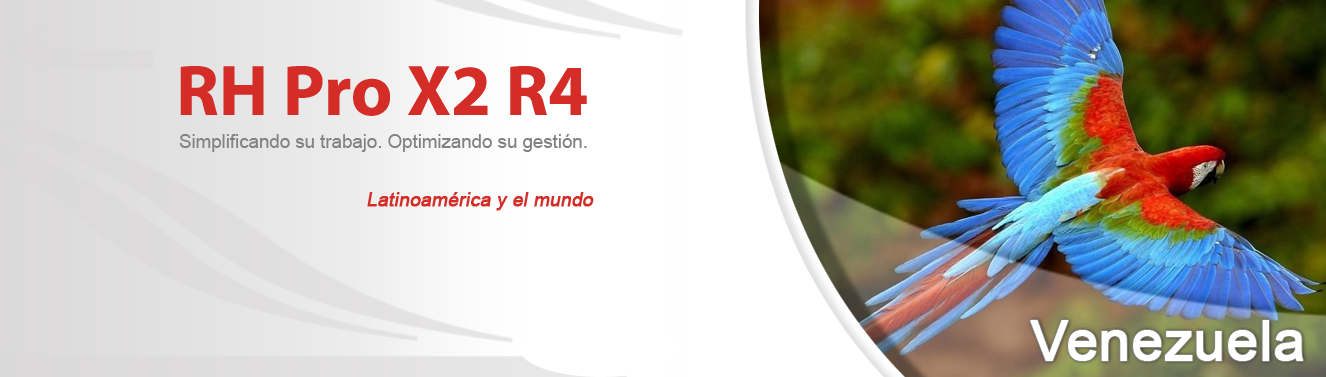 RH Pro X2 R4
Simplificando su trabajo. Optimizando su gestión.
Latinoamérica y el mundo
Venezuela